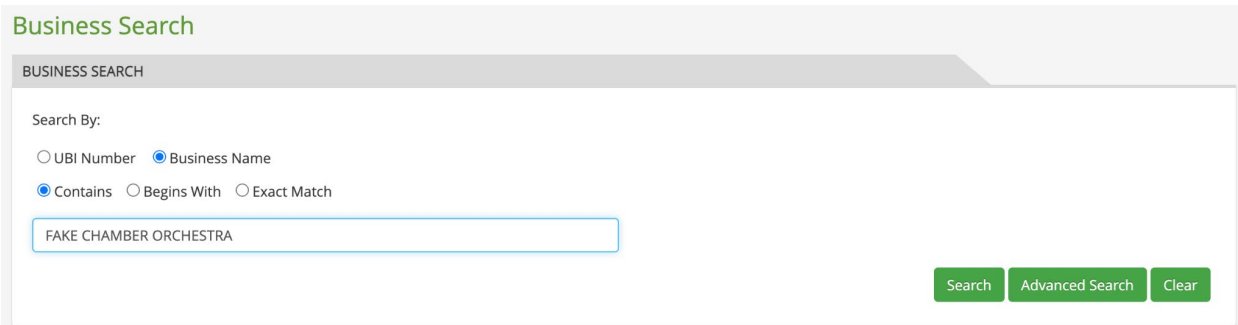 Business Search
BUSINESS SEARCH
Search By:
UBI Number Business Name
Contains Begins With Exact Match
FAKE CHAMBER ORCHESTRA
Search Advanced Search Clear